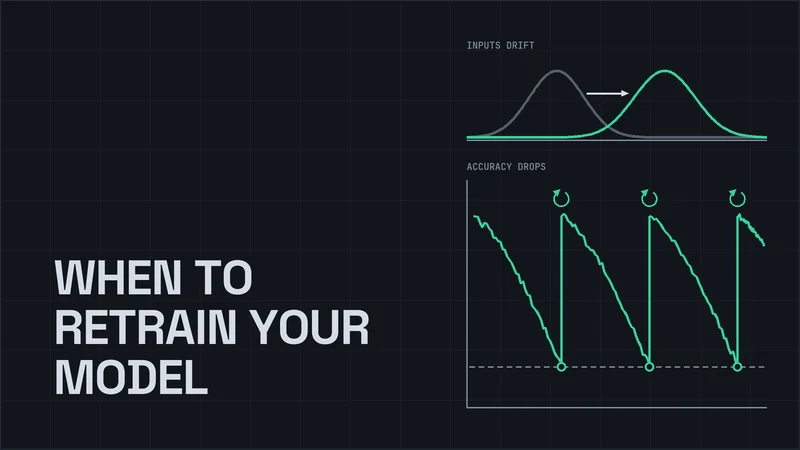 INPUTS DRIFT
ACCURACY DROPS
WHEN TO
RETRAIN YOUR
MODEL